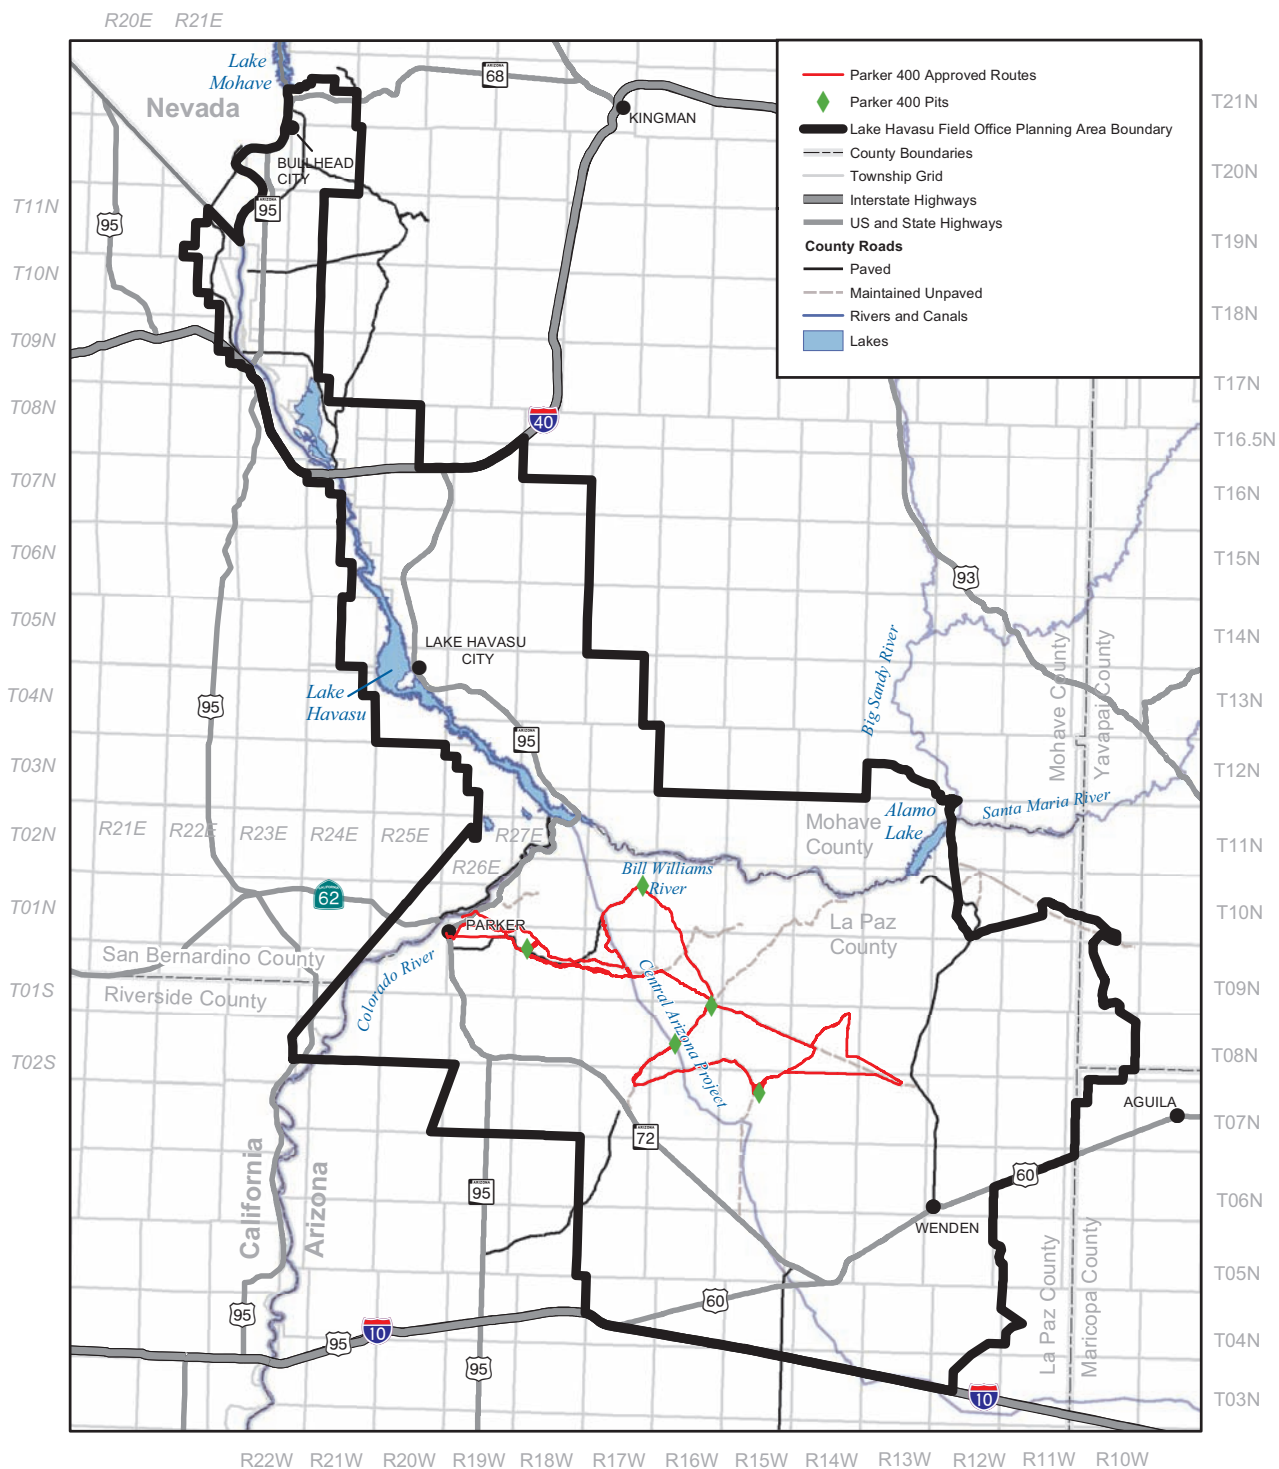 R20E R21E
Lake
Mohave
Nevada
ARIZONA
68
KINGMAN
BULLHEAD
CITY
ARIZONA
95
95
Parker 400 Approved Routes
Parker 400 Pits
Lake Havasu Field Office Planning Area Boundary
County Boundaries
Township Grid
Interstate Highways
US and State Highways
County Roads
Paved
Maintained Unpaved
Rivers and Canals
Lakes
T11N
T10N
T09N
T08N
T07N
T06N
T05N
T04N
T03N
T02N
T01N
T01S
T02S
T21N
T20N
T19N
T18N
T17N
T16.5N
T16N
T15N
T14N
T13N
T12N
T11N
T10N
T09N
T08N
T07N
T06N
T05N
T04N
T03N
40
93
LAKE HAVASU
CITY
Lake
Havasu
95
ARIZONA
95
Big Sandy River
Mohave County
Yavapai County
Alamo
Lake
Santa Maria River
Mohave
County
R21E R22E R23E R24E R25E R27E
R26E
Bill Williams
River
CALIFORNIA
62
PARKER
La Paz
County
San Bernardino County
Riverside County
Colorado River
Central Arizona Project
ARIZONA
72
AGUILA
60
WENDEN
California
Arizona
ARIZONA
95
La Paz County
Maricopa County
60
95
10
95
95
10
R22W R21W R20W R19W R18W R17W R16W R15W R14W R13W R12W R11W R10W